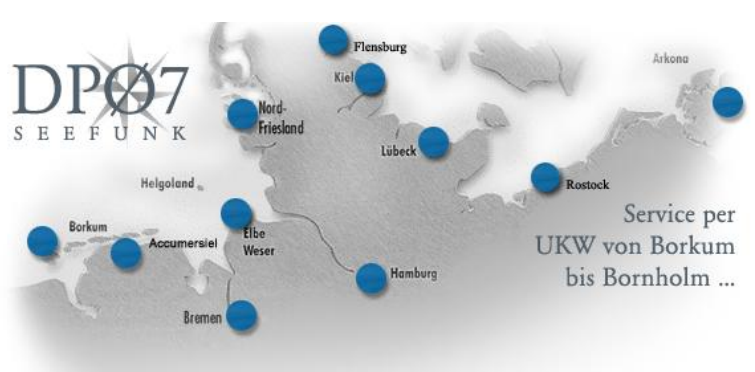 DPØ7
SEEFUNK
Flensburg
Kiel
Arkona
Nord-
Friesland
Lübeck
Helgoland
Rostock
Borkum
Accumersiel
Elbe
Weser
Hamburg
Bremen
Service per
UKW von Borkum
bis Bornholm ...